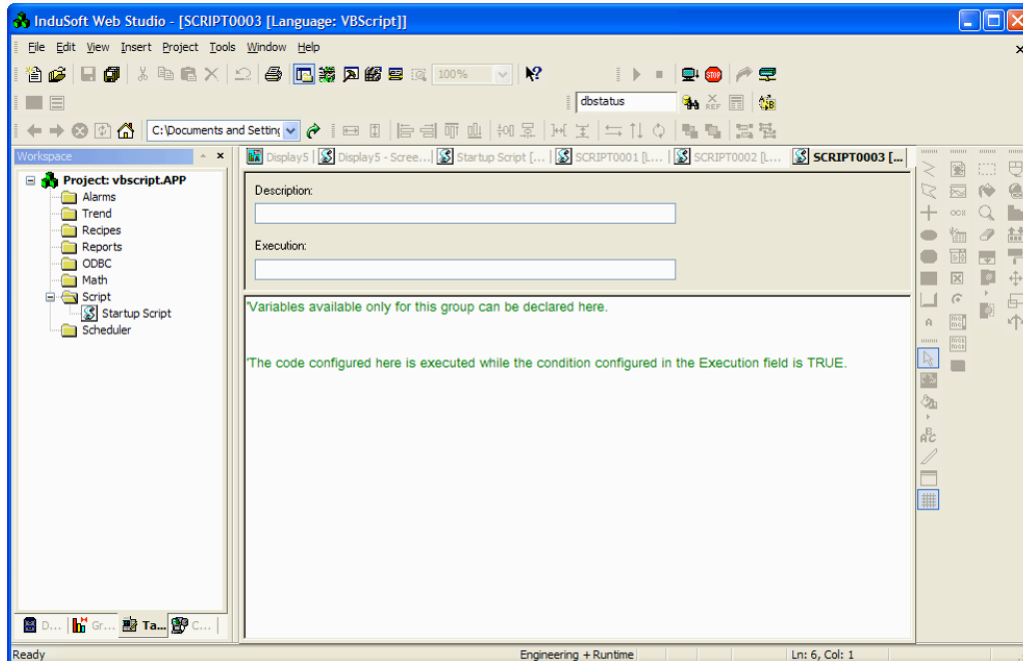 InduSoft Web Studio - [SCRIPT0003 [Language: VBScript]]
File Edit View Insert Project Tools Window Help
100%
dbstatus
REF
C:\Documents and Setting
Workspace
Display5 Display5 - Scree... Startup Script [... SCRIPT0001 [L... SCRIPT0002 [L... SCRIPT0003 [...
Project: vbscript.APP
Alarms
Trend
Recipes
Reports
ODBC
Math
Script
Startup Script
Scheduler
Description:
Execution:
'Variables available only for this group can be declared here.
'The code configured here is executed while the condition configured in the Execution field is TRUE.
D... Gr... Ta... C...
Ready Engineering + Runtime Ln: 6, Col: 1